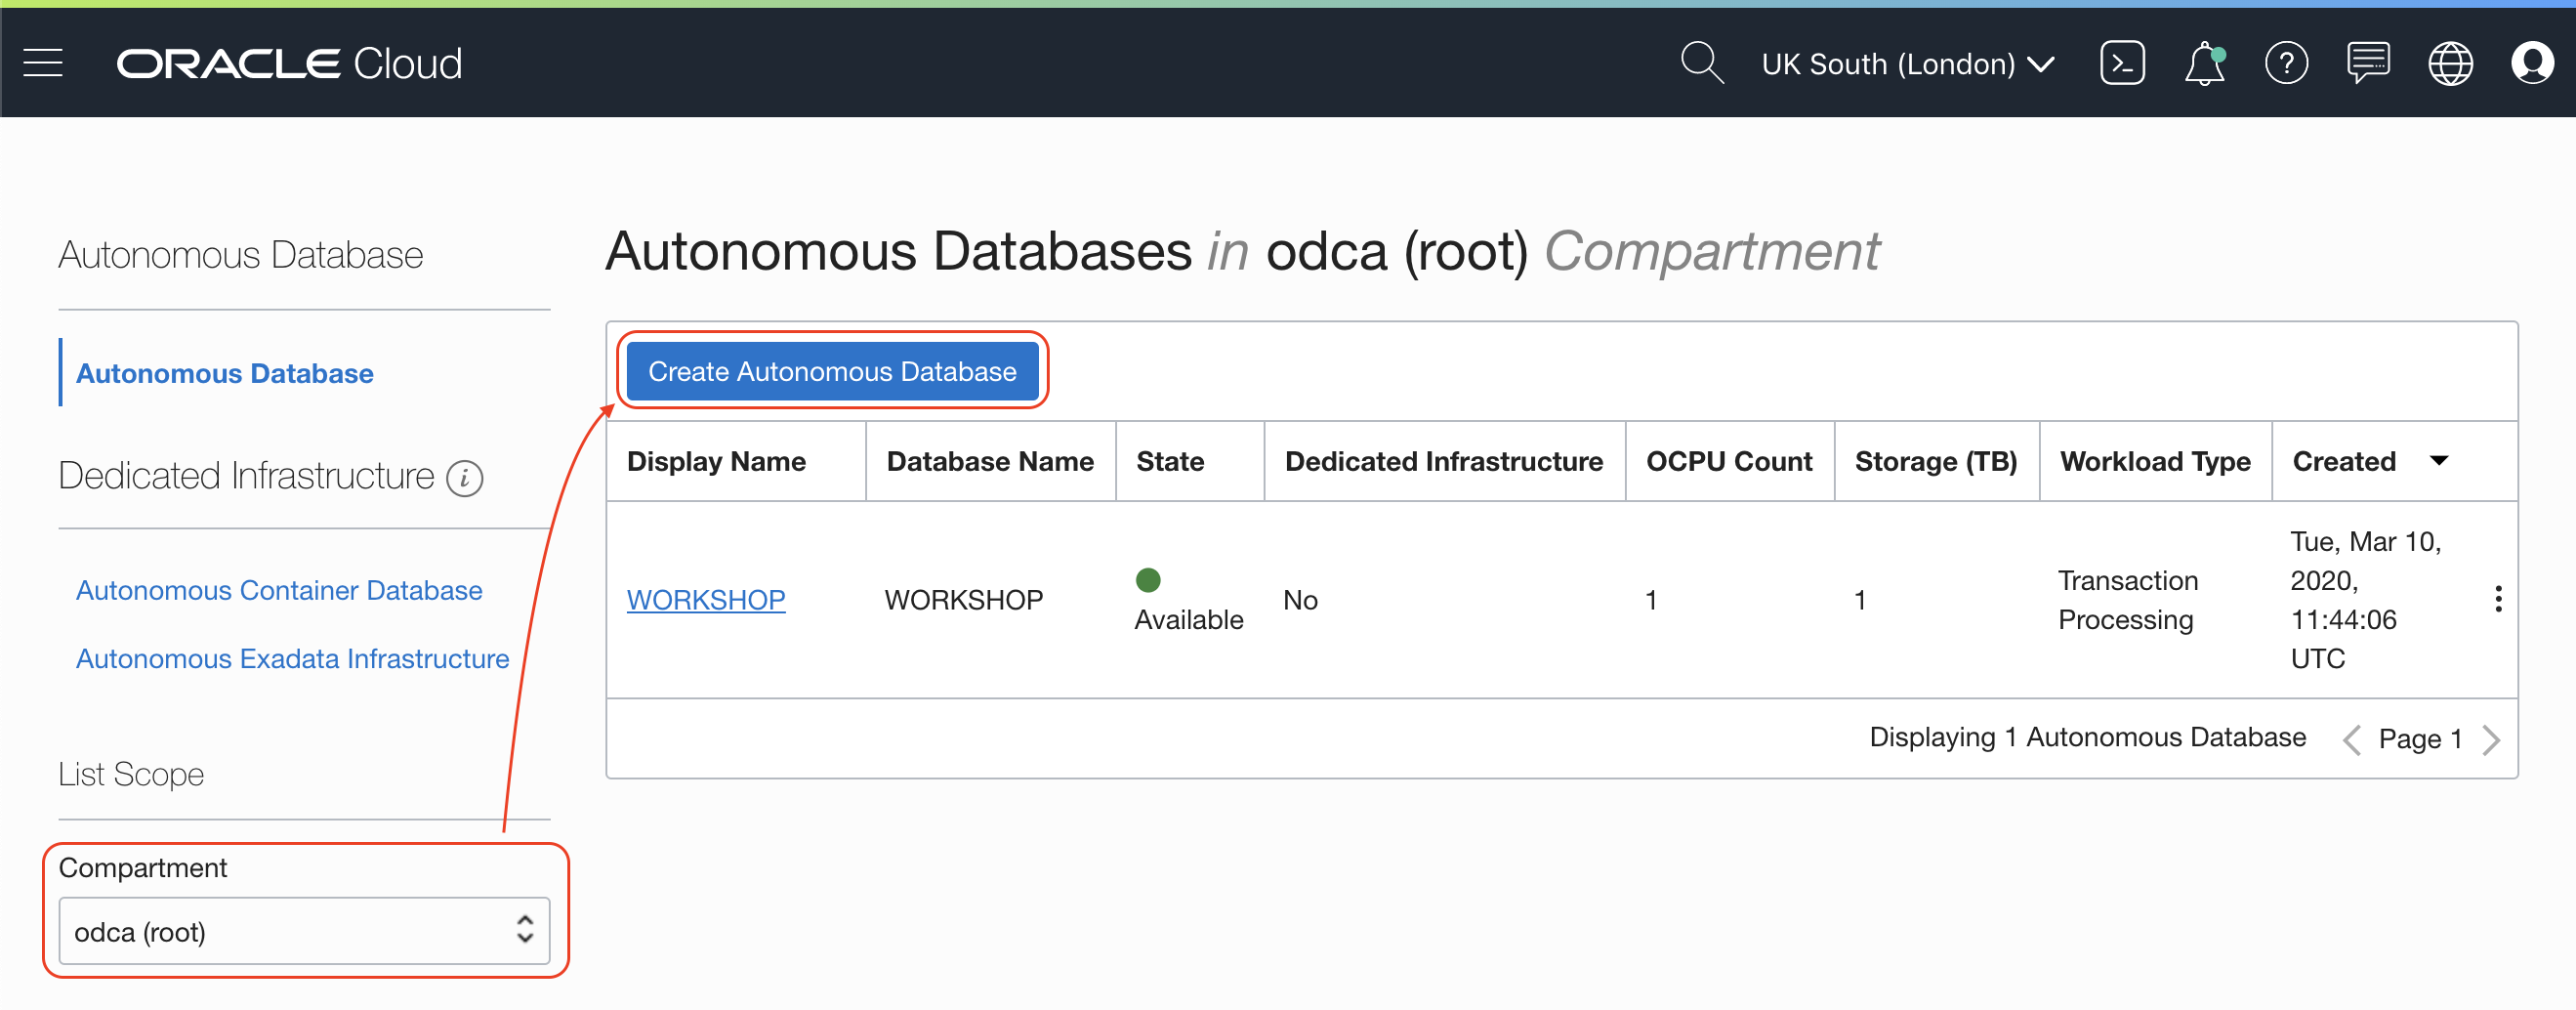 ORACLE Cloud
UK South (London)
Autonomous Database
Autonomous Database
Dedicated Infrastructure
Autonomous Container Database
Autonomous Exadata Infrastructure
List Scope
Compartment
odca (root)
Autonomous Databases in odca (root) Compartment
Create Autonomous Database
Display Name Database Name State Dedicated Infrastructure OCPU Count Storage (TB) Workload Type Created
WORKSHOP WORKSHOP Available No 1 1 Transaction Processing Tue, Mar 10, 2020, 11:44:06 UTC
Displaying 1 Autonomous Database Page 1